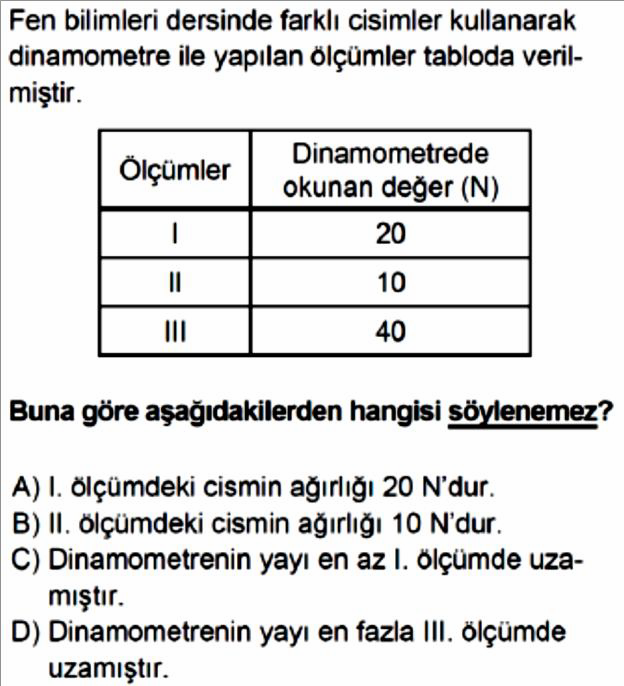 Fen bilimleri dersinde farklı cisimler kullanarak
dinamometre ile yapılan ölçümler tabloda veril-
miştir.
Ölçümler
Dinamometrede
okunan değer (N)
I
20
II
10
III
40
Buna göre aşağıdakilerden hangisi söylenemez?
A) I. ölçümdeki cismin ağırlığı 20 N'dur.
B) II. ölçümdeki cismin ağırlığı 10 N'dur.
C) Dinamometrenin yayı en az I. ölçümde uza-
mıştır.
D) Dinamometrenin yayı en fazla III. ölçümde
uzamıştır.